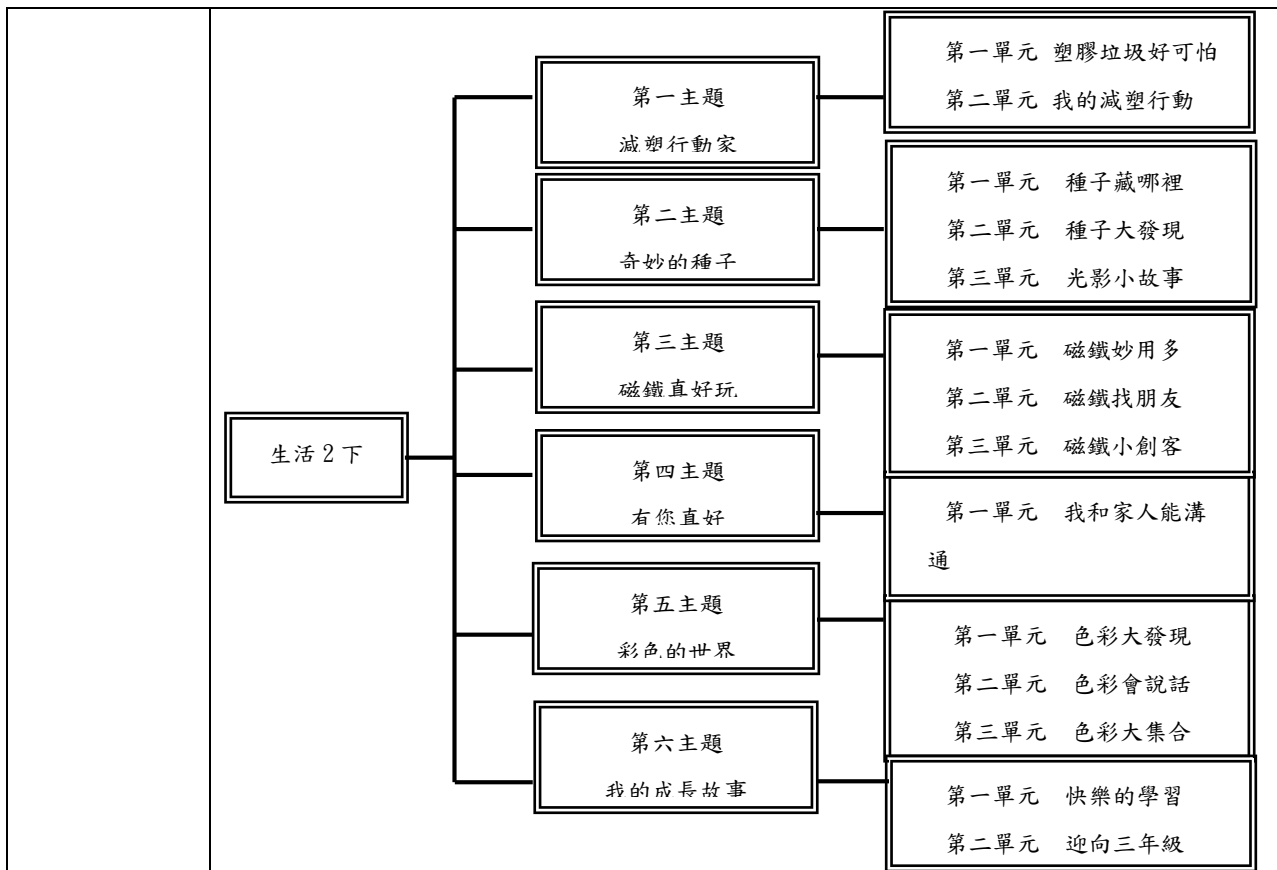 生活2下
第一主題
減塑行動家
第一單元 塑膠垃圾好可怕
第二單元 我的減塑行動
第二主題
奇妙的種子
第一單元 種子藏哪裡
第二單元 種子大發現
第三單元 光影小故事
第三主題
磁鐵真好玩
第一單元 磁鐵妙用多
第二單元 磁鐵找朋友
第三單元 磁鐵小創客
第四主題
有您真好
第一單元 我和家人能溝
通
第五主題
彩色的世界
第一單元 色彩大發現
第二單元 色彩會說話
第三單元 色彩大集合
第六主題
我的成長故事
第一單元 快樂的學習
第二單元 迎向三年級